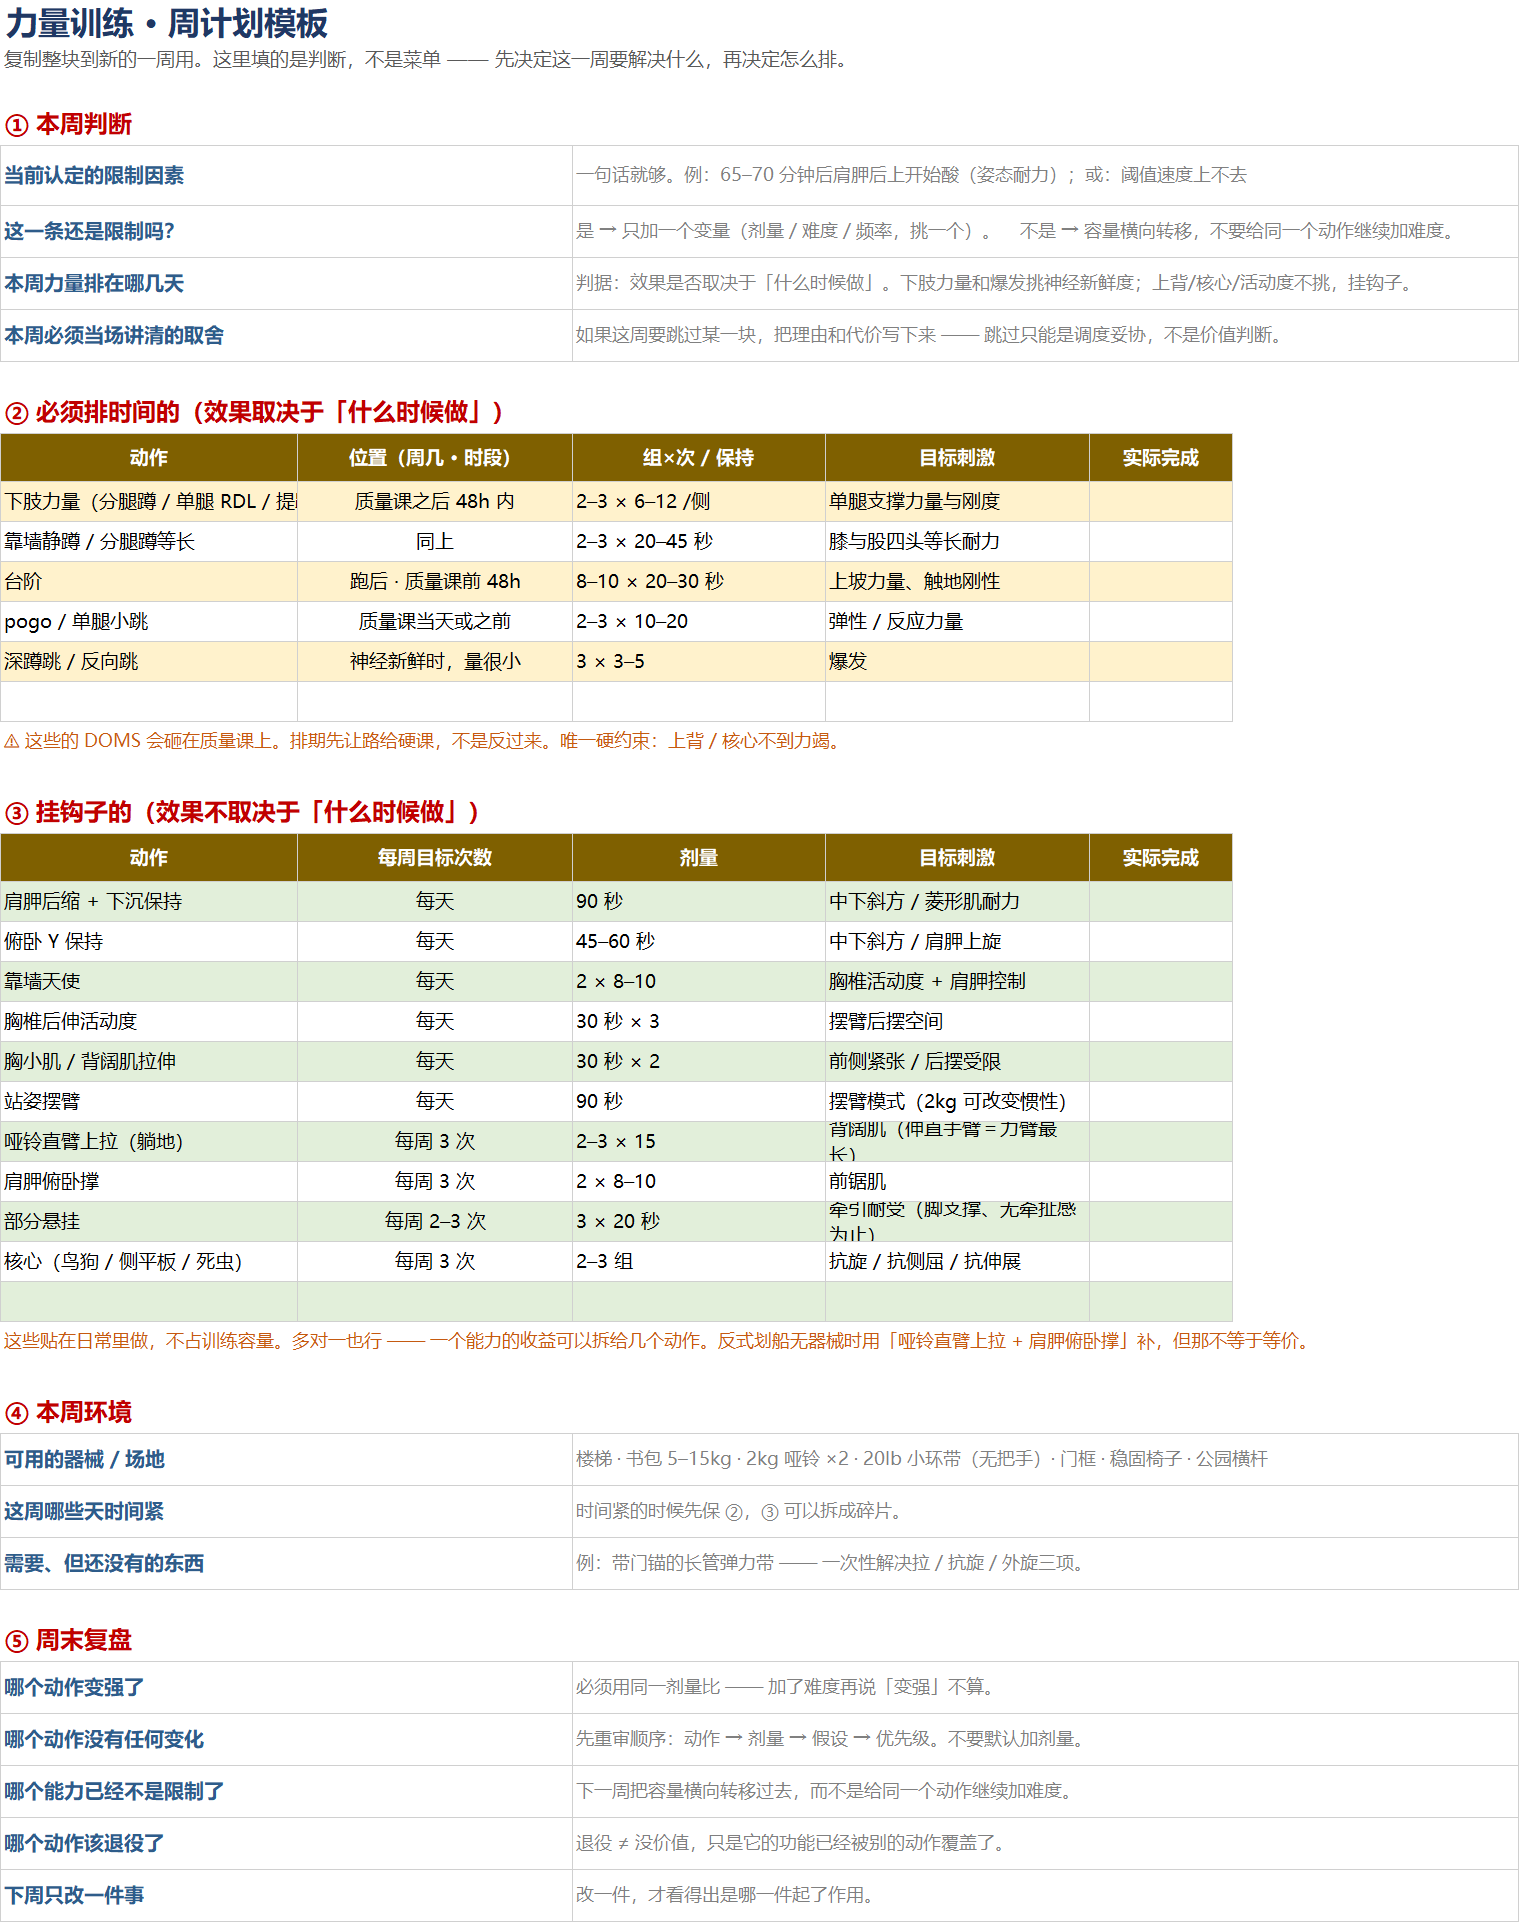 力量训练 · 周计划模板
复制整块到新的一周用。这里填的是判断，不是菜单 —— 先决定这一周要解决什么，再决定怎么排。
① 本周判断
当前认定的限制因素 一句话就够。例：65–70 分钟后肩胛后上开始酸（姿态耐力）；或：阈值速度上不去
这一条还是限制吗？ 是 → 只加一个变量（剂量 / 难度 / 频率，挑一个）。 不是 → 容量横向转移，不要给同一个动作继续加难度。
本周力量排在哪几天 判据：效果是否取决于「什么时候做」。下肢力量和爆发挑神经新鲜度；上背/核心/活动度不挑，挂钩子。
本周必须当场讲清的取舍 如果这周要跳过某一块，把理由和代价写下来 —— 跳过只能是调度妥协，不是价值判断。
② 必须排时间的（效果取决于「什么时候做」）
动作 位置（周几 · 时段） 组×次 / 保持 目标刺激 实际完成
下肢力量（分腿蹲 / 单腿 RDL / 提 质量课之后 48h 内 2–3 × 6–12 /侧 单腿支撑力量与刚度
靠墙静蹲 / 分腿蹲等长 同上 2–3 × 20–45 秒 膝与股四头等长耐力
台阶 跑后 · 质量课前 48h 8–10 × 20–30 秒 上坡力量、触地刚性
pogo / 单腿小跳 质量课当天或之前 2–3 × 10–20 弹性 / 反应力量
深蹲跳 / 反向跳 神经新鲜时，量很小 3 × 3–5 爆发
⚠ 这些的 DOMS 会砸在质量课上。排期先让路给硬课，不是反过来。唯一硬约束：上背 / 核心不到力竭。
③ 挂钩子的（效果不取决于「什么时候做」）
动作 每周目标次数 剂量 目标刺激 实际完成
肩胛后缩 + 下沉保持 每天 90 秒 中下斜方 / 菱形肌耐力
俯卧 Y 保持 每天 45–60 秒 中下斜方 / 肩胛上旋
靠墙天使 每天 2 × 8–10 胸椎活动度 + 肩胛控制
胸椎后伸活动度 每天 30 秒 × 3 摆臂后摆空间
胸小肌 / 背阔肌拉伸 每天 30 秒 × 2 前侧紧张 / 后摆受限
站姿摆臂 每天 90 秒 摆臂模式（2kg 可改变惯性）
哑铃直臂上拉（躺地） 每周 3 次 2–3 × 15 背阔肌（伸直手臂＝力臂最长）
肩胛俯卧撑 每周 3 次 2 × 8–10 前锯肌
部分悬挂 每周 2–3 次 3 × 20 秒 牵引耐受（脚支撑、无牵扯感为止）
核心（鸟狗 / 侧平板 / 死虫） 每周 3 次 2–3 组 抗旋 / 抗侧屈 / 抗伸展
这些贴在日常里做，不占训练容量。多对一也行 —— 一个能力的收益可以拆给几个动作。反式划船无器械时用「哑铃直臂上拉 + 肩胛俯卧撑」补，但那不等于等价。
④ 本周环境
可用的器械 / 场地 楼梯 · 书包 5–15kg · 2kg 哑铃 ×2 · 20lb 小环带（无把手）· 门框 · 稳固椅子 · 公园横杆
这周哪些天时间紧 时间紧的时候先保 ②，③ 可以拆成碎片。
需要、但还没有的东西 例：带门锚的长管弹力带 —— 一次性解决拉 / 抗旋 / 外旋三项。
⑤ 周末复盘
哪个动作变强了 必须用同一剂量比 —— 加了难度再说「变强」不算。
哪个动作没有任何变化 先重审顺序：动作 → 剂量 → 假设 → 优先级。不要默认加剂量。
哪个能力已经不是限制了 下一周把容量横向转移过去，而不是给同一个动作继续加难度。
哪个动作该退役了 退役 ≠ 没价值，只是它的功能已经被别的动作覆盖了。
下周只改一件事 改一件，才看得出是哪一件起了作用。